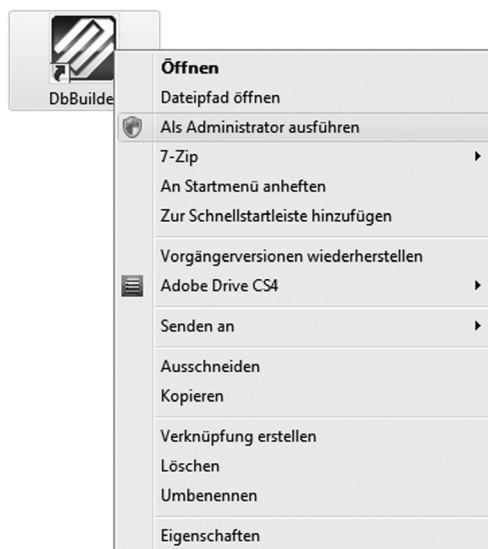 DbBuilde
Öffnen
Dateipfad öffnen
Als Administrator ausführen
7-Zip
An Startmenü anheften
Zur Schnellstartleiste hinzufügen
Vorgängerversionen wiederherstellen
Adobe Drive CS4
Senden an
Ausschneiden
Kopieren
Verknüpfung erstellen
Löschen
Umbenennen
Eigenschaften